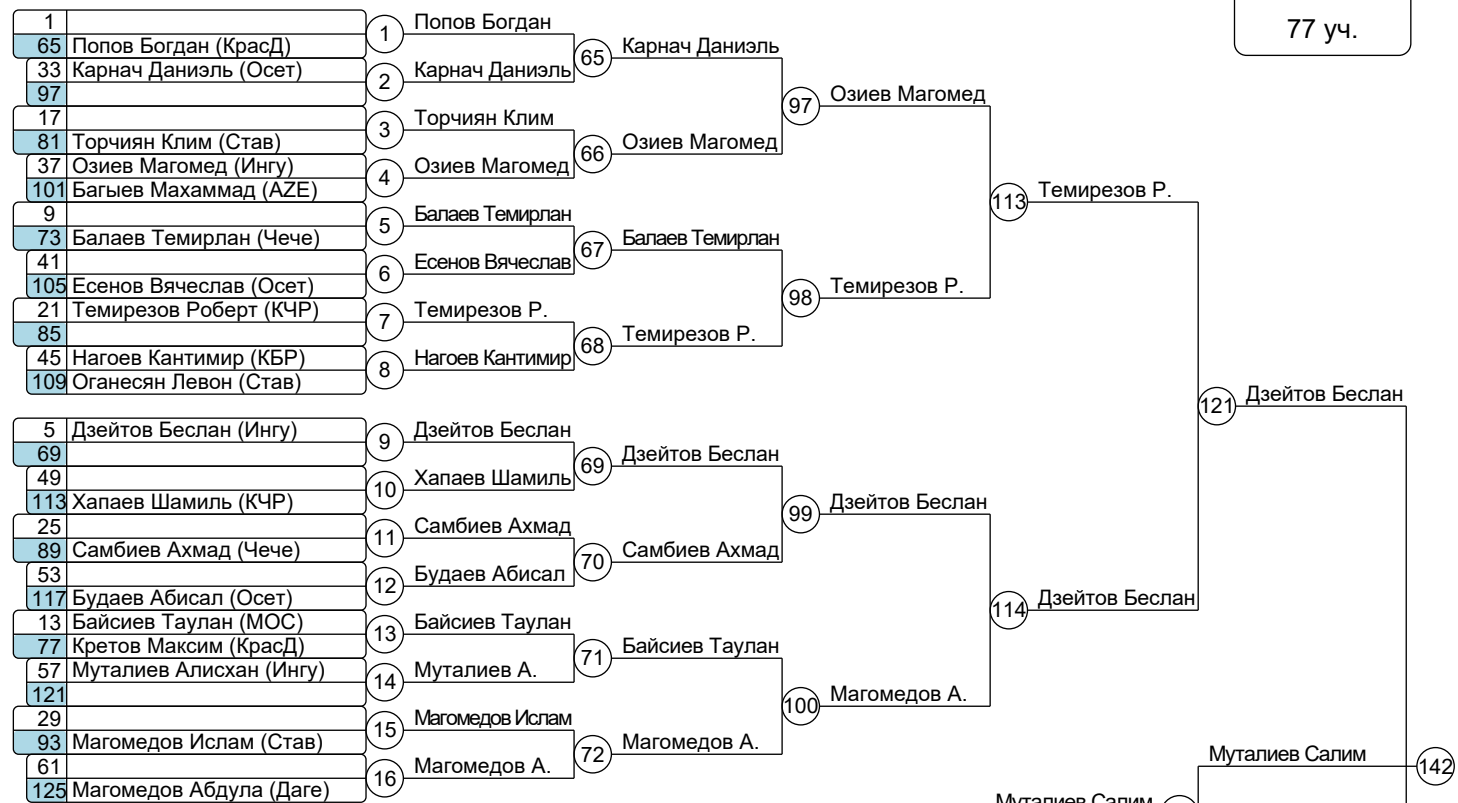 77 уч.
1
65 Попов Богдан (КрасД)
33 Карнач Даниэль (Осет)
97
17
81 Торчиян Клим (Став)
37 Озиев Магомед (Ингу)
101 Багыев Махаммад (AZE)
9
73 Балаев Темирлан (Чече)
41
105 Есенов Вячеслав (Осет)
21 Темирезов Роберт (КЧР)
85
45 Нагоев Кантимир (КБР)
109 Оганесян Левон (Став)
5 Дзейтов Беслан (Ингу)
69
49
113 Хапаев Шамиль (КЧР)
25
89 Самбиев Ахмад (Чече)
53
117 Будаев Абисал (Осет)
13 Байсиев Таулан (МОС)
77 Кретов Максим (КрасД)
57 Муталиев Алисхан (Ингу)
121
29
93 Магомедов Ислам (Став)
61
125 Магомедов Абдула (Даге)
1 Попов Богдан
2 Карнач Даниэль
3 Торчиян Клим
4 Озиев Магомед
5 Балаев Темирлан
6 Есенов Вячеслав
7 Темирезов Р.
8 Нагоев Кантимир
9 Дзейтов Беслан
10 Хапаев Шамиль
11 Самбиев Ахмад
12 Будаев Абисал
13 Байсиев Таулан
14 Муталиев А.
15 Магомедов Ислам
16 Магомедов А.
65 Карнач Даниэль
66 Озиев Магомед
67 Балаев Темирлан
68 Темирезов Р.
69 Дзейтов Беслан
70 Самбиев Ахмад
71 Байсиев Таулан
72 Магомедов А.
97 Озиев Магомед
98 Темирезов Р.
99 Дзейтов Беслан
100 Магомедов А.
113 Темирезов Р.
114 Дзейтов Беслан
121 Дзейтов Беслан
Муталиев Салим
142
Муталиев Салим